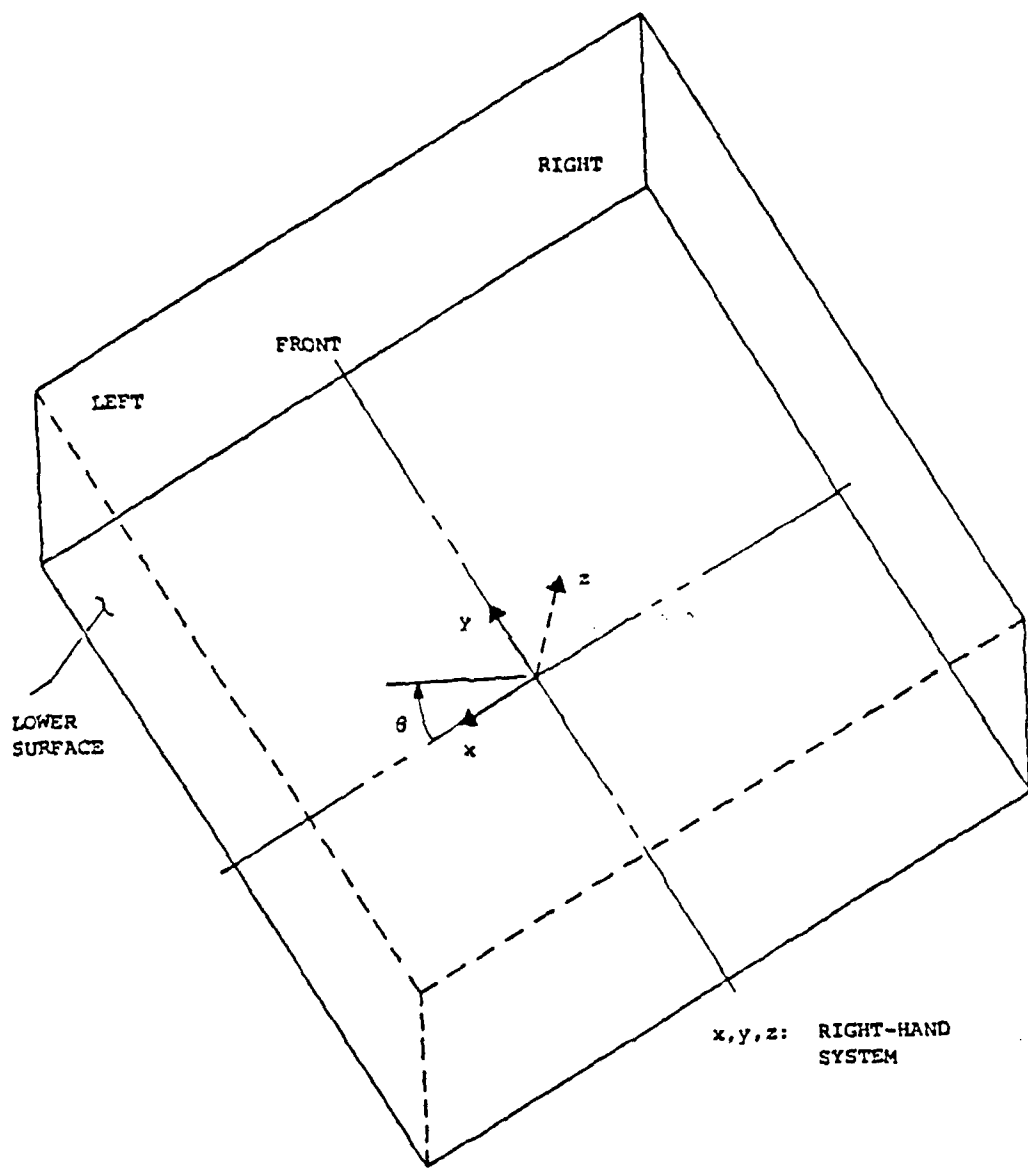 RIGHT
FRONT
LEFT
z
y
θ
x
LOWER
SURFACE
x,y,z: RIGHT-HAND
SYSTEM